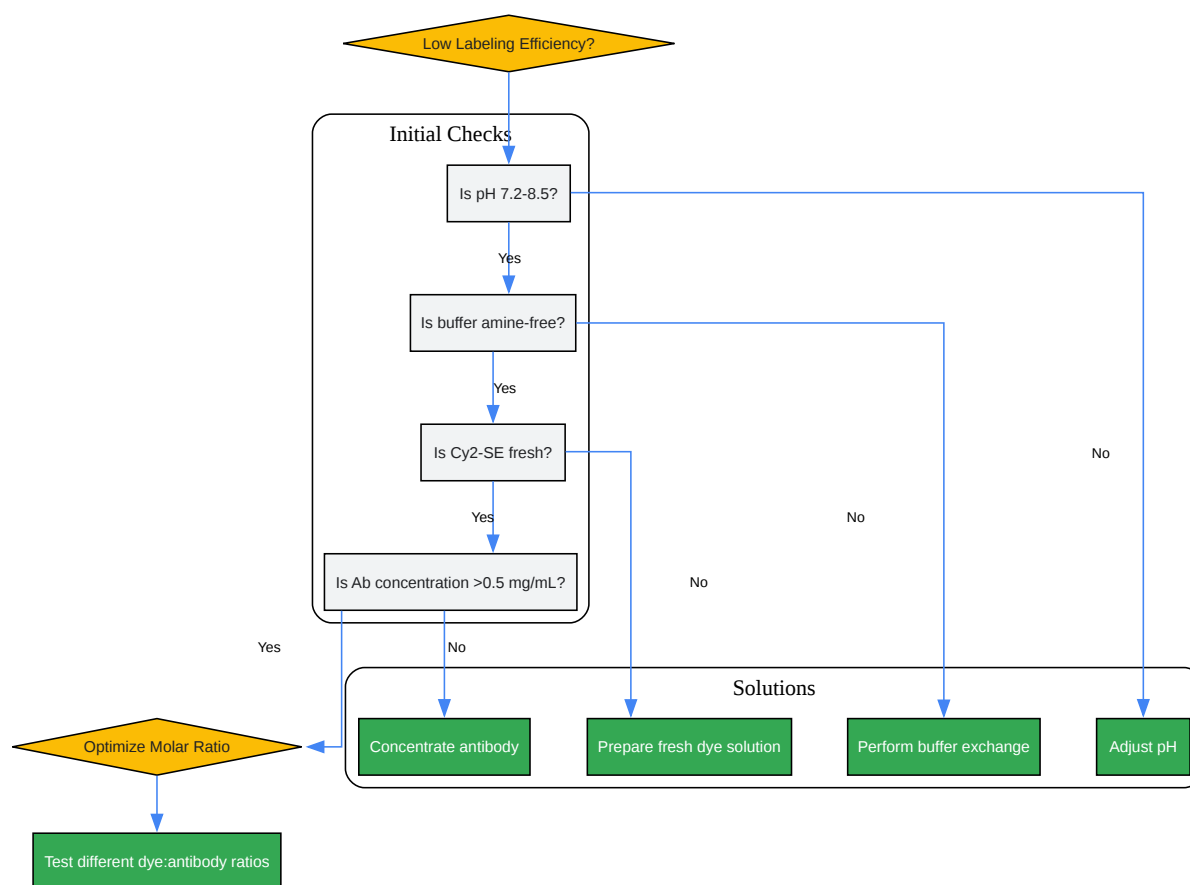 Low Labeling Efficiency?
Initial Checks
Is pH 7.2-8.5?
Yes
Is buffer amine-free?
Yes
Is Cy2-SE fresh?
No
Yes
No
Is Ab concentration >0.5 mg/mL?
No
Yes
No
Solutions
Optimize Molar Ratio
Concentrate antibody
Prepare fresh dye solution
Perform buffer exchange
Adjust pH
Test different dye:antibody ratios